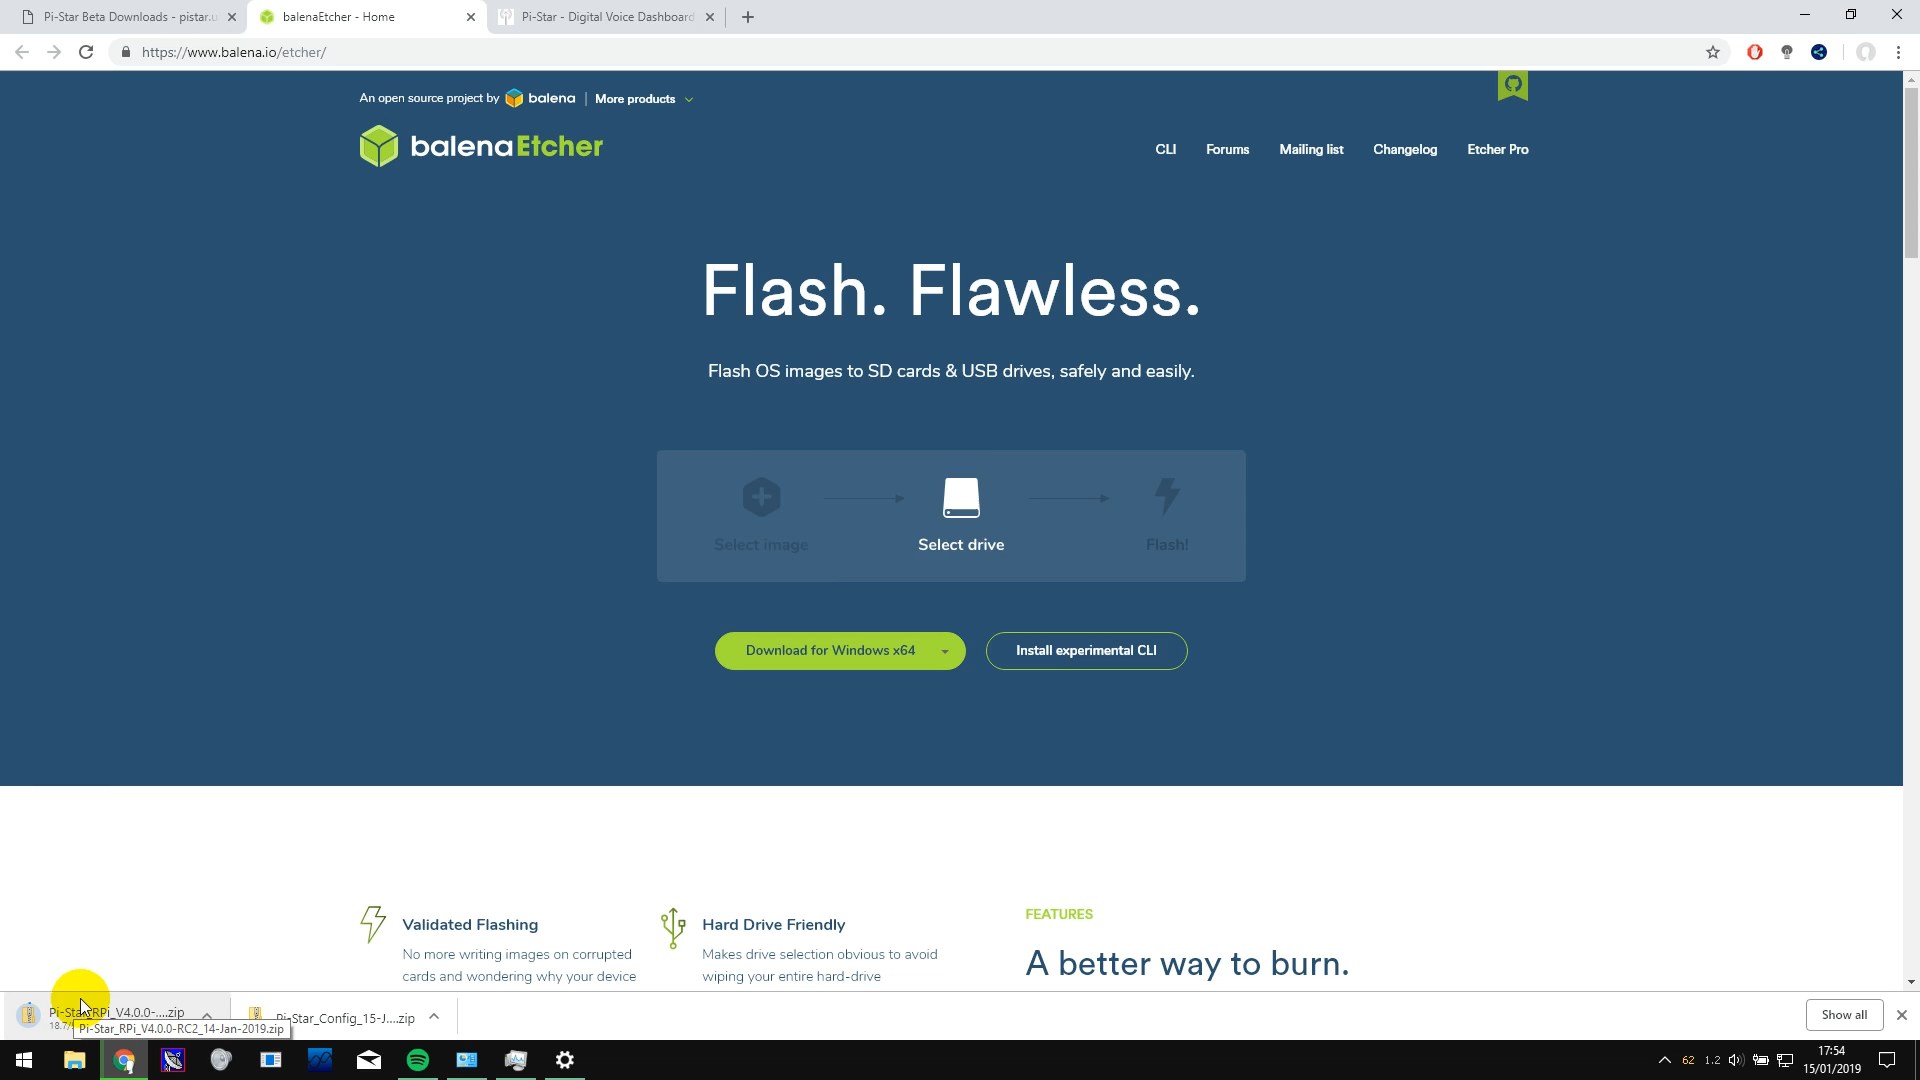 Pi-Star Beta Downloads - pistar.u
balenaEtcher - Home
Pi-Star - Digital Voice Dashboard
https://www.balena.io/etcher/
An open source project by balena | More products
balenaEtcher
CLI
Forums
Mailing list
Changelog
Etcher Pro
Flash. Flawless.
Flash OS images to SD cards & USB drives, safely and easily.
Select image
Select drive
Flash!
Download for Windows x64
Install experimental CLI
Validated Flashing
No more writing images on corrupted
cards and wondering why your device
Hard Drive Friendly
Makes drive selection obvious to avoid
wiping your entire hard-drive
FEATURES
A better way to burn.
Pi-Star_RPi_V4.0.0-....zip
18.7/
Pi-Star_RPi_V4.0.0-RC2_14-Jan-2019.zip
Pi-Star_Config_15-J....zip
Show all
62
1.2
17:54
15/01/2019